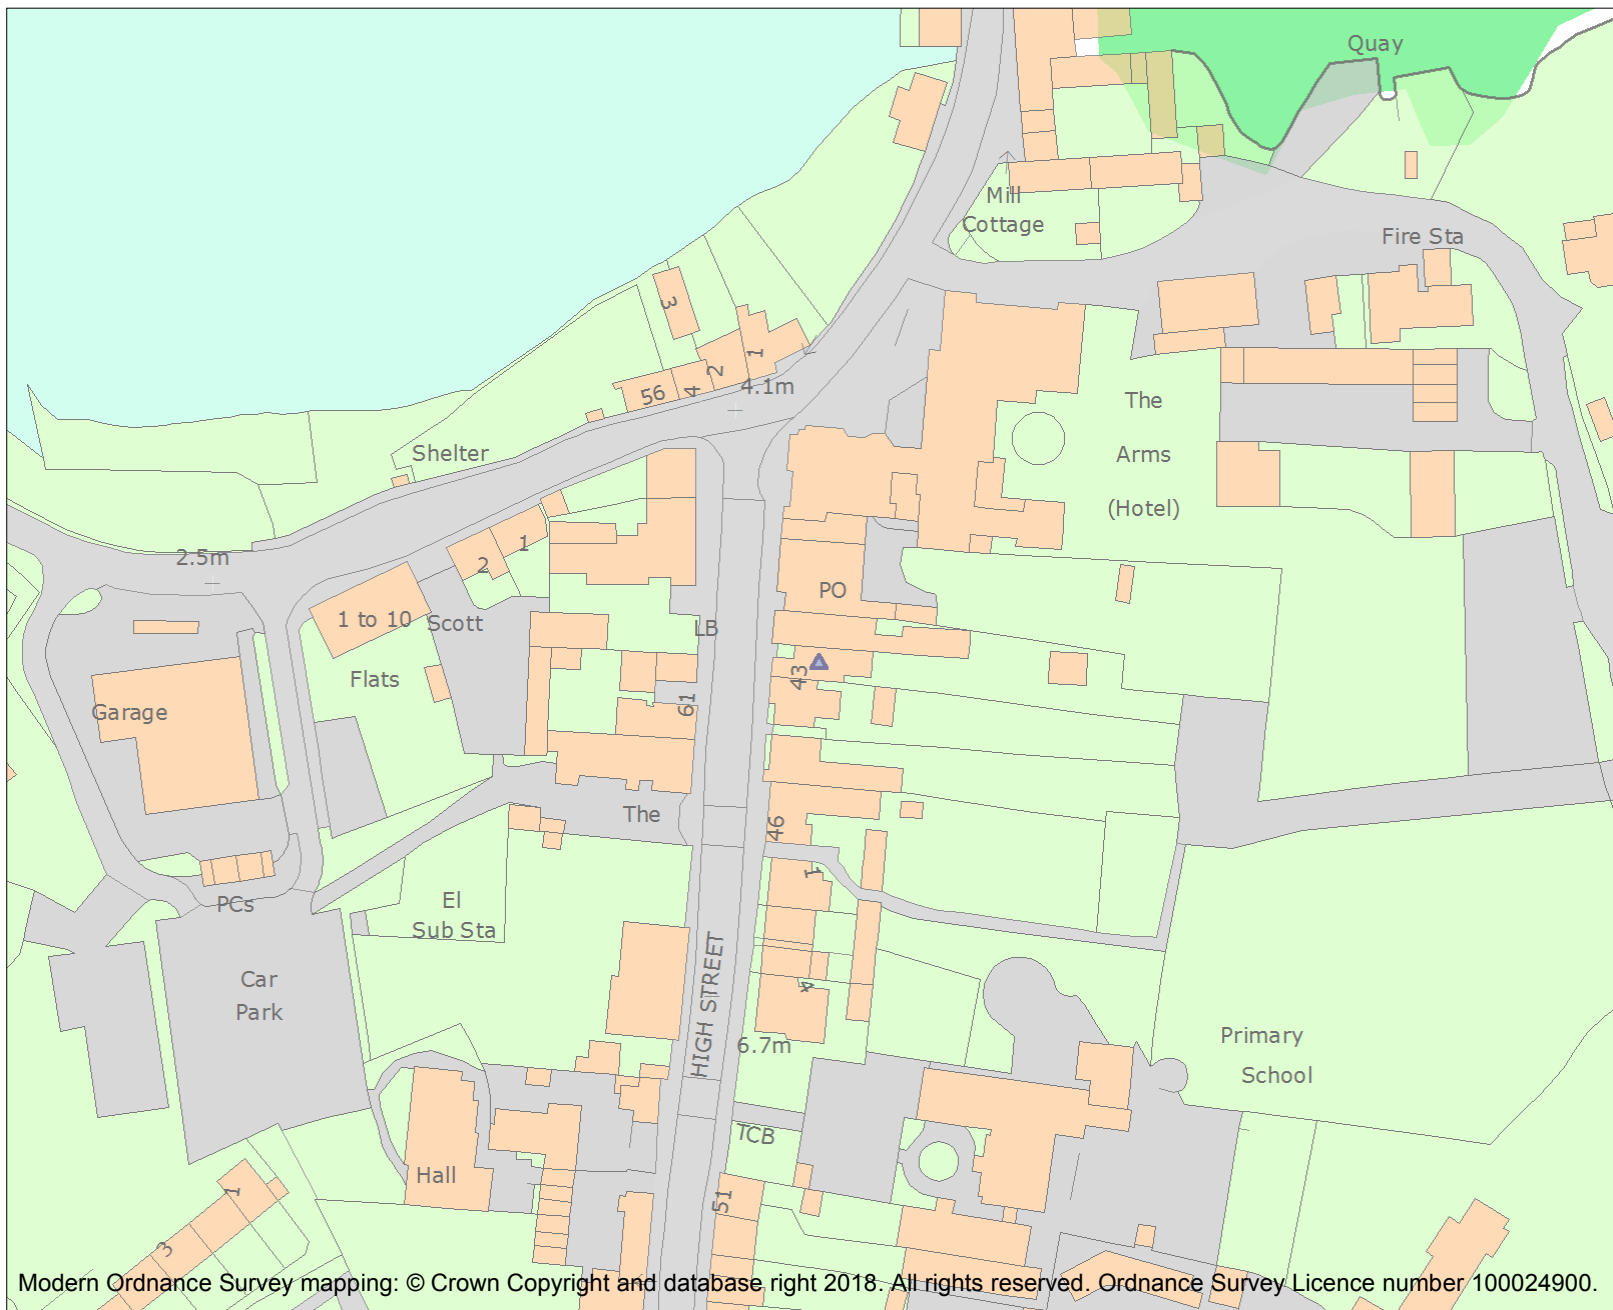 Quay
Mill
Cottage
Fire Sta
3
1
2
4
56
4.1m
The
Arms
(Hotel)
Shelter
2.5m
1
2
1 to 10
Scott
Flats
PO
LB
43
61
Garage
The
46
1
El
Sub Sta
PCs
Car
Park
4
HIGH STREET
6.7m
Primary
School
TCB
Hall
51
1
3
Modern Ordnance Survey mapping: © Crown Copyright and database right 2018. All rights reserved. Ordnance Survey Licence number 100024900.